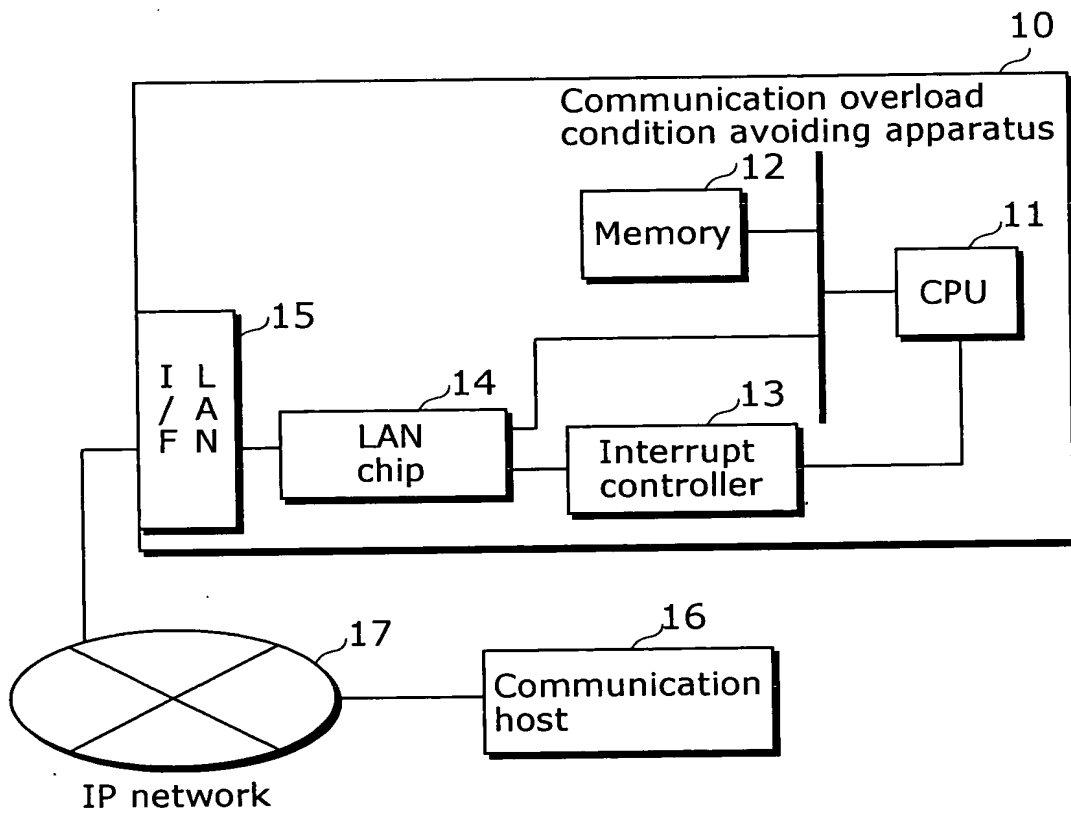 10
Communication overload
condition avoiding apparatus
12
Memory
11
CPU
15
LAN
I/F
14
LAN
chip
13
Interrupt
controller
17
IP network
16
Communication
host